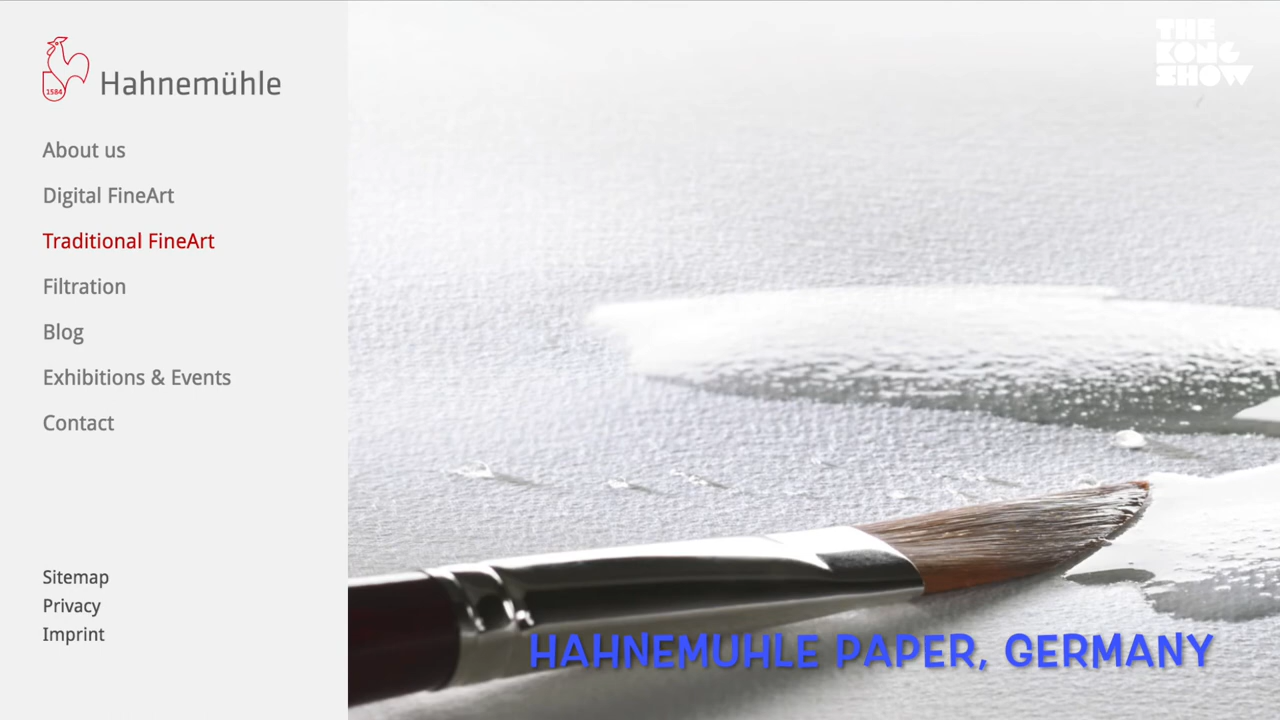 1584
Hahnemühle
About us
Digital FineArt
Traditional FineArt
Filtration
Blog
Exhibitions & Events
Contact
Sitemap
Privacy
Imprint
THE
KONG
SHOW
HAHNEMUHLE PAPER, GERMANY